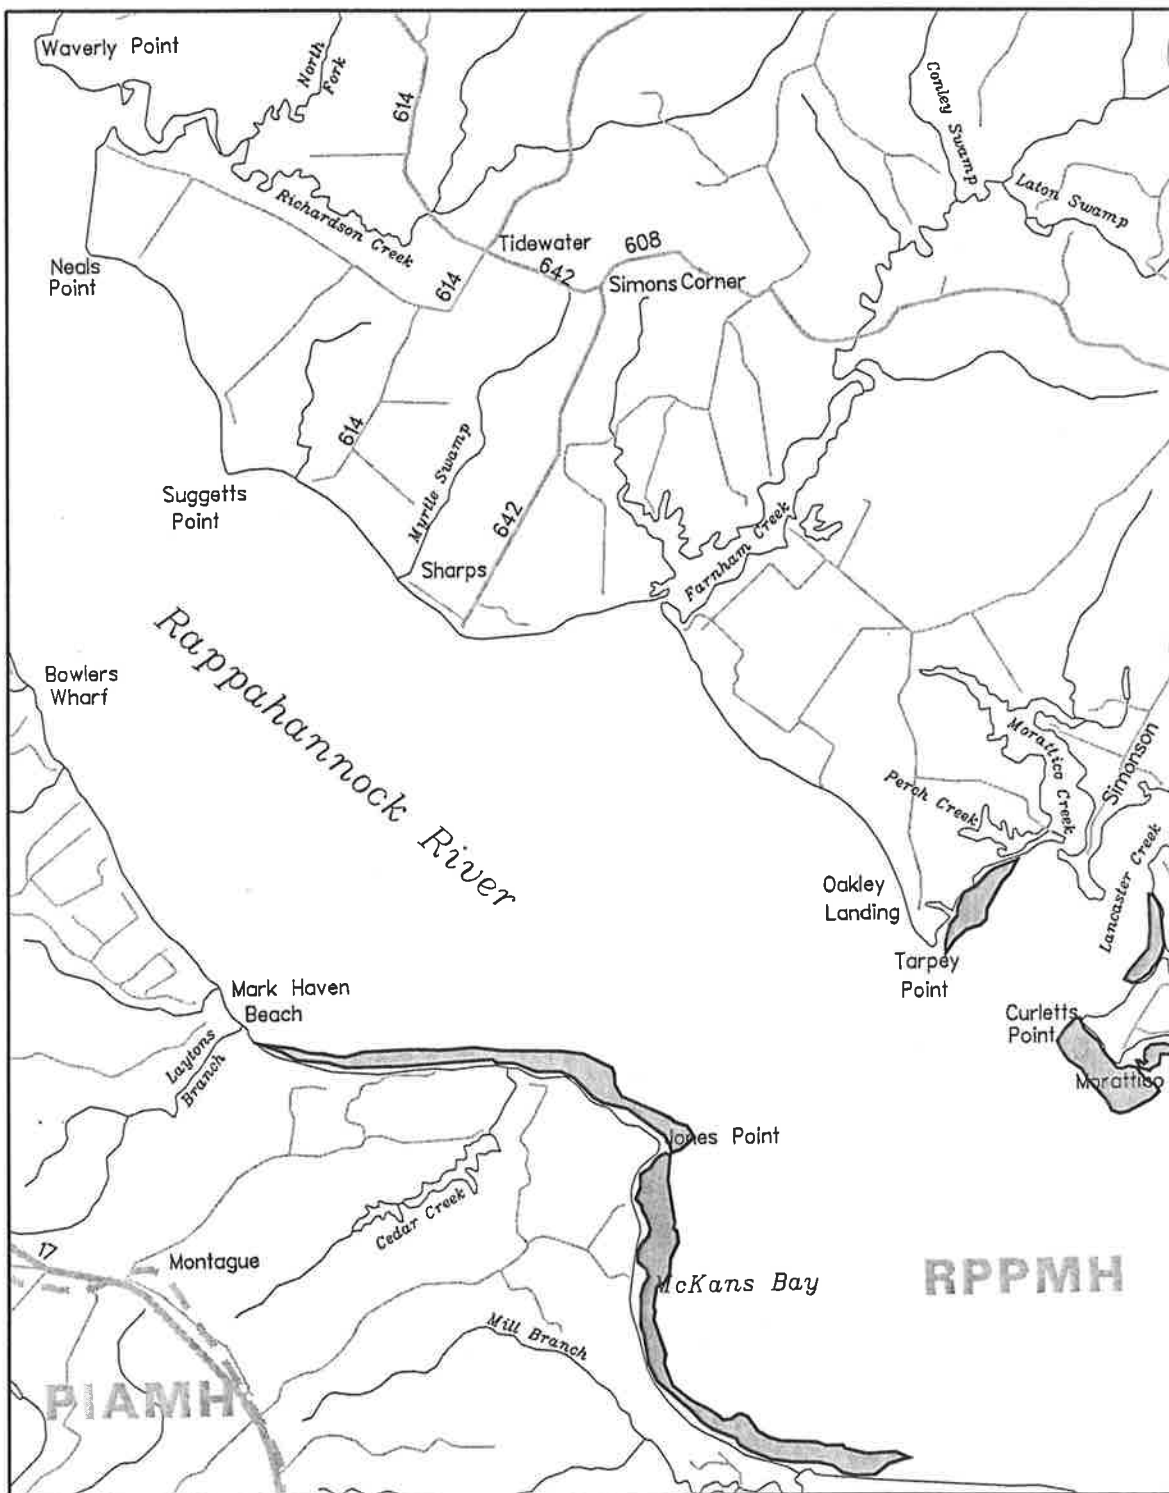 Waverly Point
North
Fork
614
Conley Swamp
Laton Swamp
Richardson Creek
Tidewater
608
642
Neals
Point
614
Simons Corner
614
Myrtle Swamp
Suggetts
Point
642
Farnham Creek
Sharps
Rappahannock River
Bowlers
Wharf
Morattico Creek
Simonson
Perch Creek
Lancaster Creek
Oakley
Landing
Tarpey
Point
Mark Haven
Beach
Curletts
Point
Laytons
Branch
Morattico
Jones Point
Cedar Creek
17
Montague
RPPMH
McKans Bay
Mill Branch
PIAMH